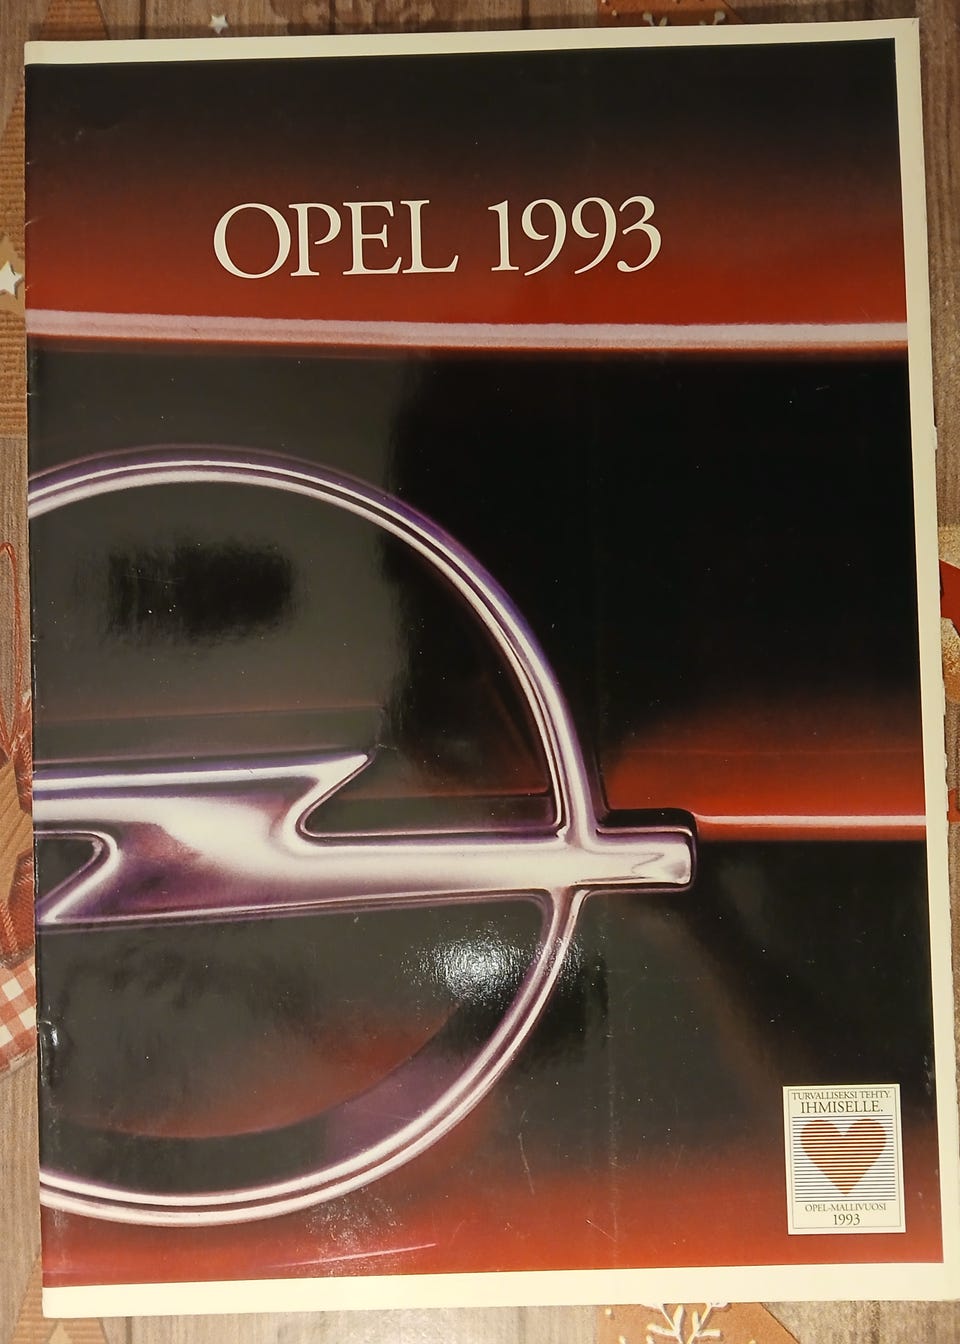 OPEL 1993
TURVALLISEKSI TEHTY.
IHMISELLE.
OPEL-MALLIVUOSI
1993